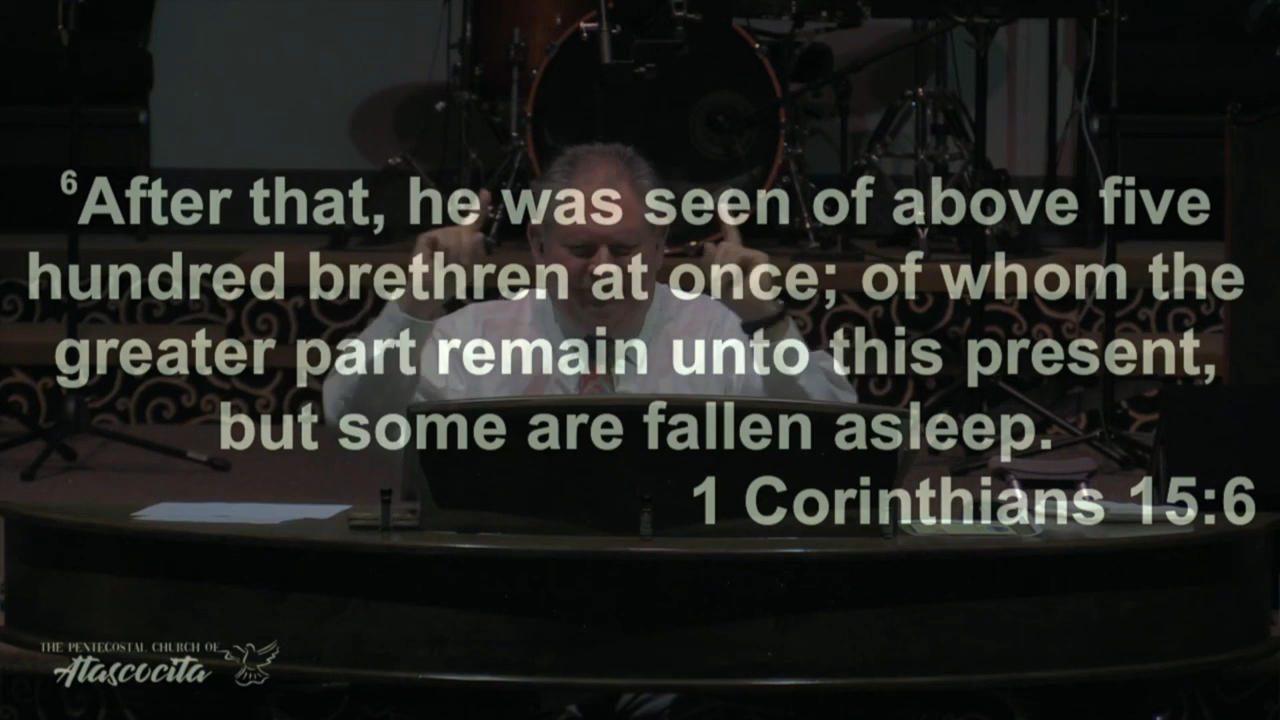 6After that, he was seen of above five
hundred brethren at once; of whom the
greater part remain unto this present,
but some are fallen asleep.
1 Corinthians 15:6
THE PENTECOSTAL CHURCH OF
Atascocita